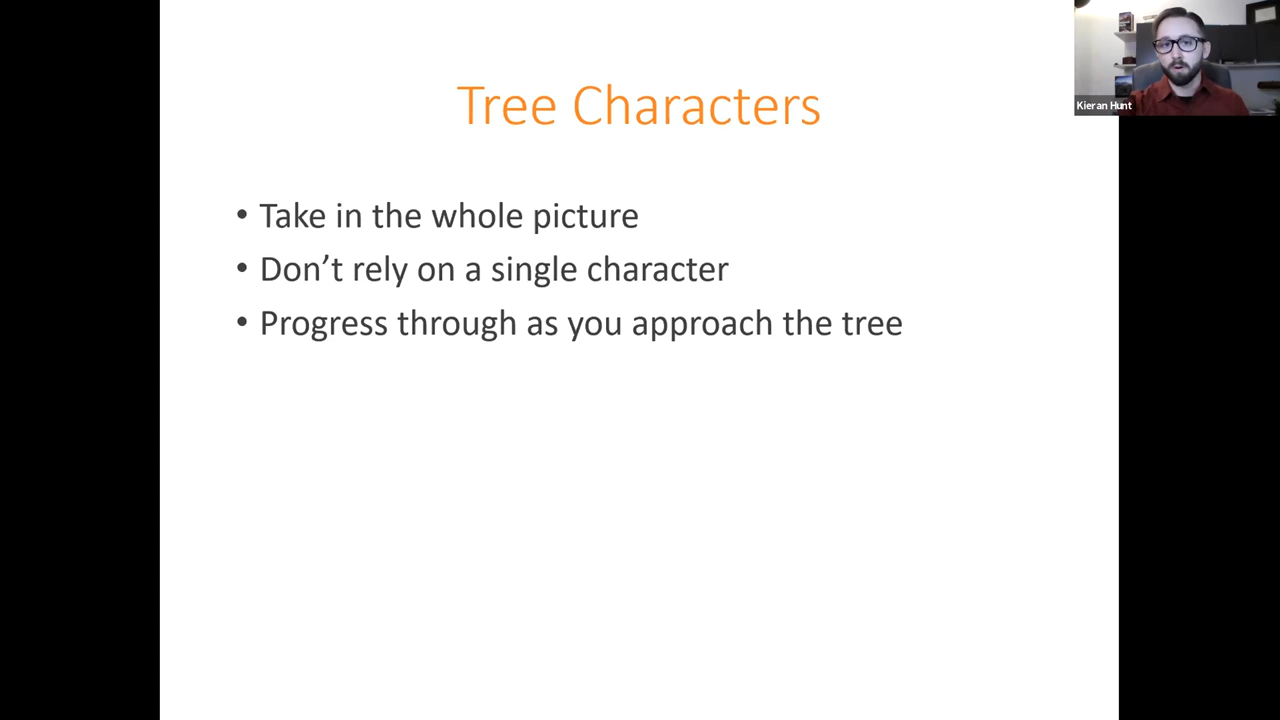 Tree Characters
Kieran Hunt
• Take in the whole picture
• Don’t rely on a single character
• Progress through as you approach the tree